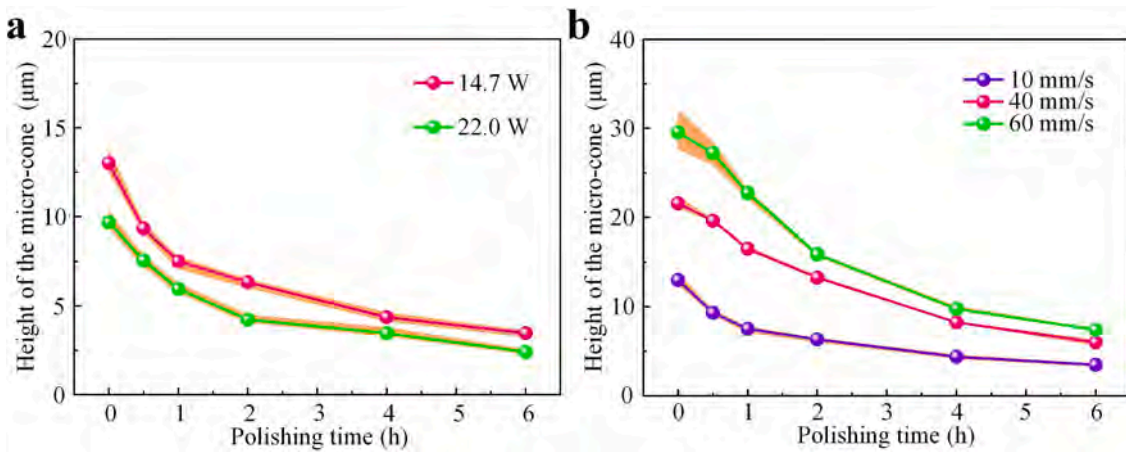 a
20
15
10
5
0
Height of the micro-cone (μm)
14.7 W
22.0 W
0 1 2 3 4 5 6
Polishing time (h)
b
40
30
20
10
0
Height of the micro-cone (μm)
10 mm/s
40 mm/s
60 mm/s
0 1 2 3 4 5 6
Polishing time (h)